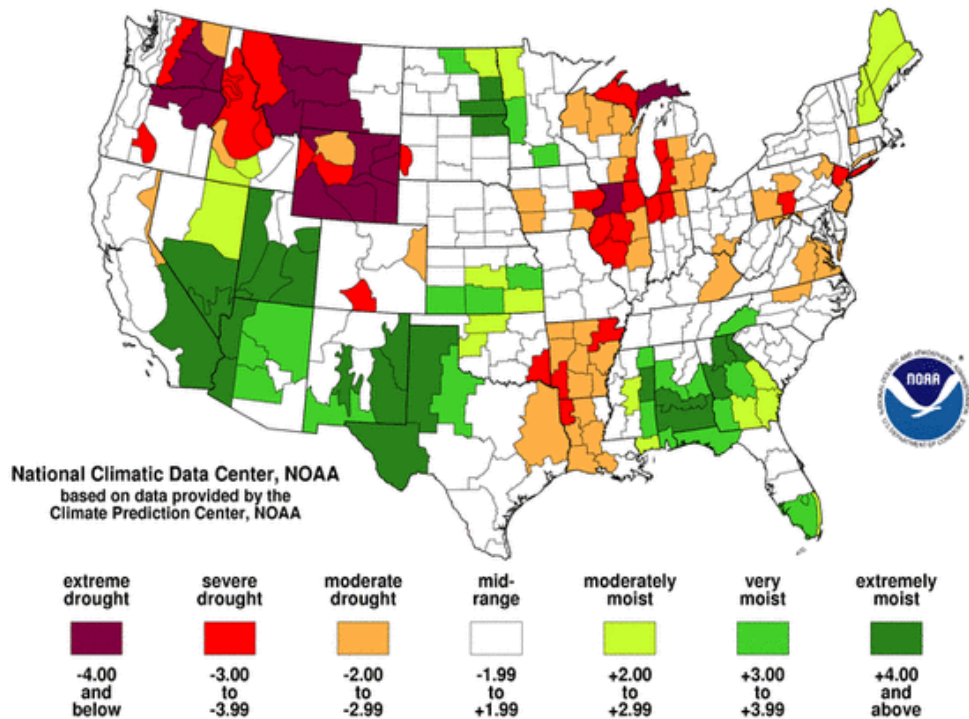 NOAA
National Climatic Data Center, NOAA
based on data provided by the
Climate Prediction Center, NOAA
extreme
drought
severe
drought
moderate
drought
mid-
range
moderately
moist
very
moist
extremely
moist
-4.00
and
below
-3.00
to
-3.99
-2.00
to
-2.99
-1.99
to
+1.99
+2.00
to
+2.99
+3.00
to
+3.99
+4.00
and
above